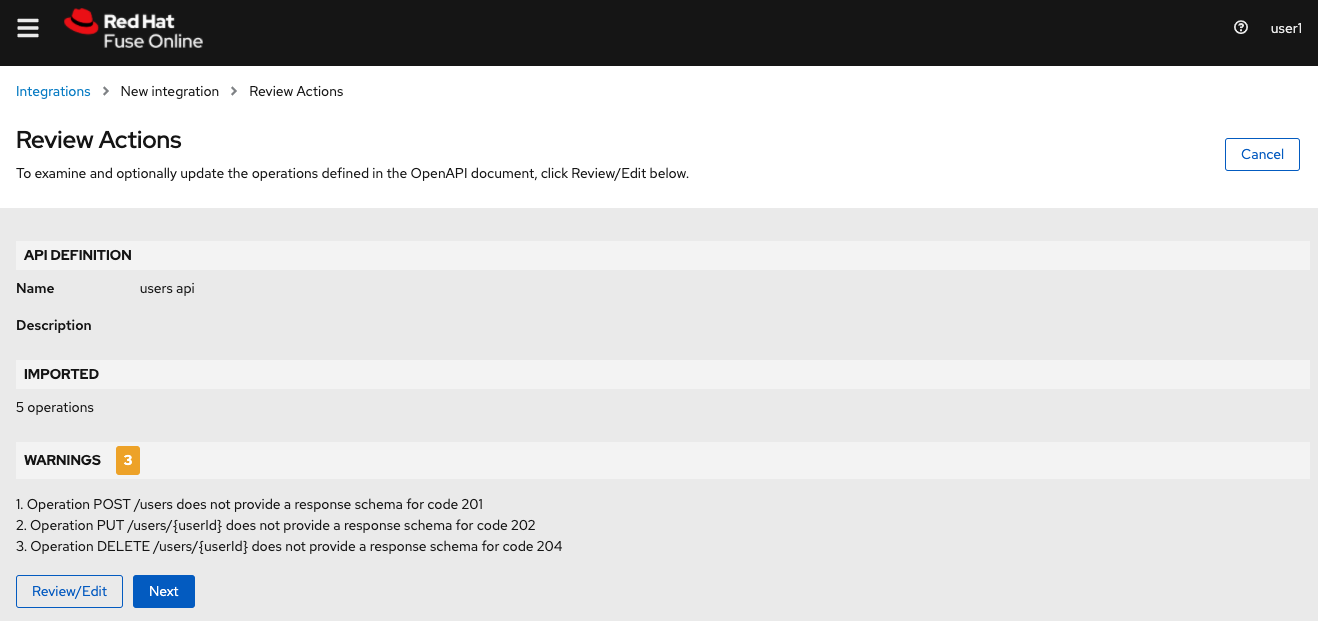 Red Hat
Fuse Online
user1
Integrations > New integration > Review Actions
Review Actions
Cancel
To examine and optionally update the operations defined in the OpenAPI document, click Review/Edit below.
API DEFINITION
Name users api
Description
IMPORTED
5 operations
WARNINGS 3
1. Operation POST /users does not provide a response schema for code 201
2. Operation PUT /users/{userId} does not provide a response schema for code 202
3. Operation DELETE /users/{userId} does not provide a response schema for code 204
Review/Edit Next